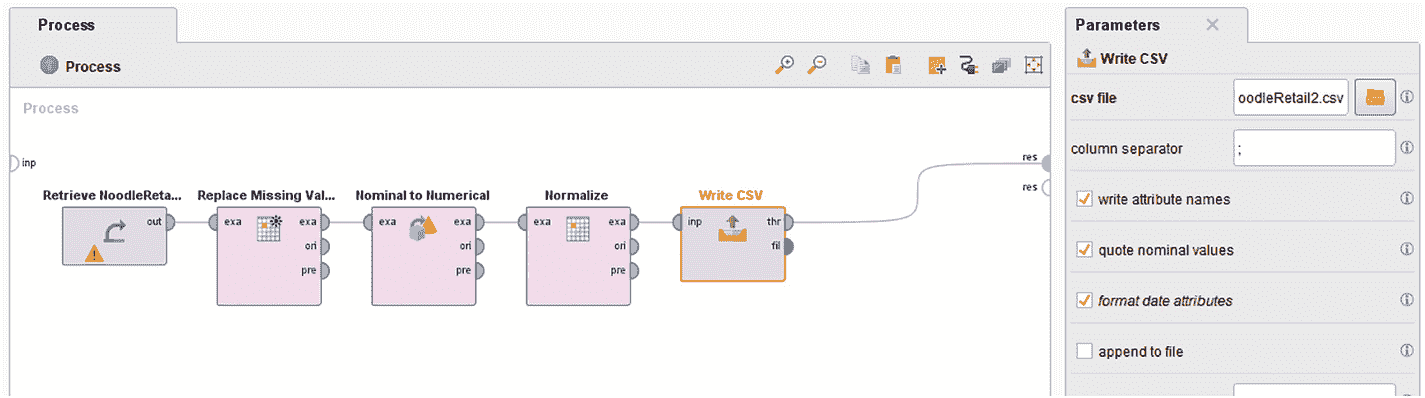 Process
Process
Process
inp
res
res
Retrieve NoodleReta...
out
Replace Missing Val...
exa
exa
ori
pre
Nominal to Numerical
exa
exa
ori
pre
Normalize
exa
exa
ori
pre
Write CSV
inp
thr
fil
Parameters
Write CSV
csv file
oodleRetail2.csv
column separator
;
write attribute names
quote nominal values
format date attributes
append to file